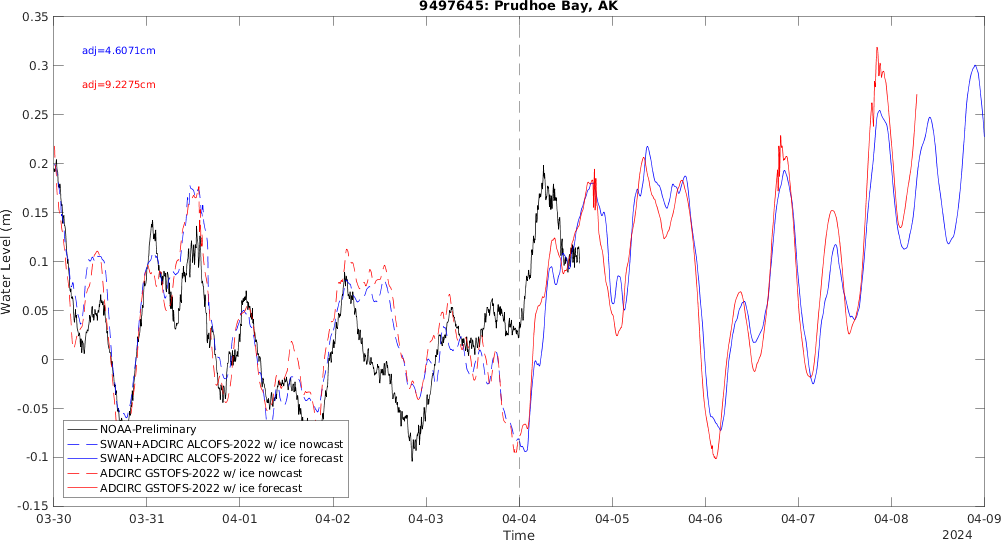 9497645: Prudhoe Bay, AK
0.35
0.3
0.25
0.2
0.15
0.1
0.05
0
-0.05
-0.1
-0.15
Water Level (m)
adj=4.6071cm
adj=9.2275cm
NOAA-Preliminary
SWAN+ADCIRC ALCOFS-2022 w/ ice nowcast
SWAN+ADCIRC ALCOFS-2022 w/ ice forecast
ADCIRC GSTOFS-2022 w/ ice nowcast
ADCIRC GSTOFS-2022 w/ ice forecast
03-30 03-31 04-01 04-02 04-03 04-04 04-05 04-06 04-07 04-08 04-09
Time
2024